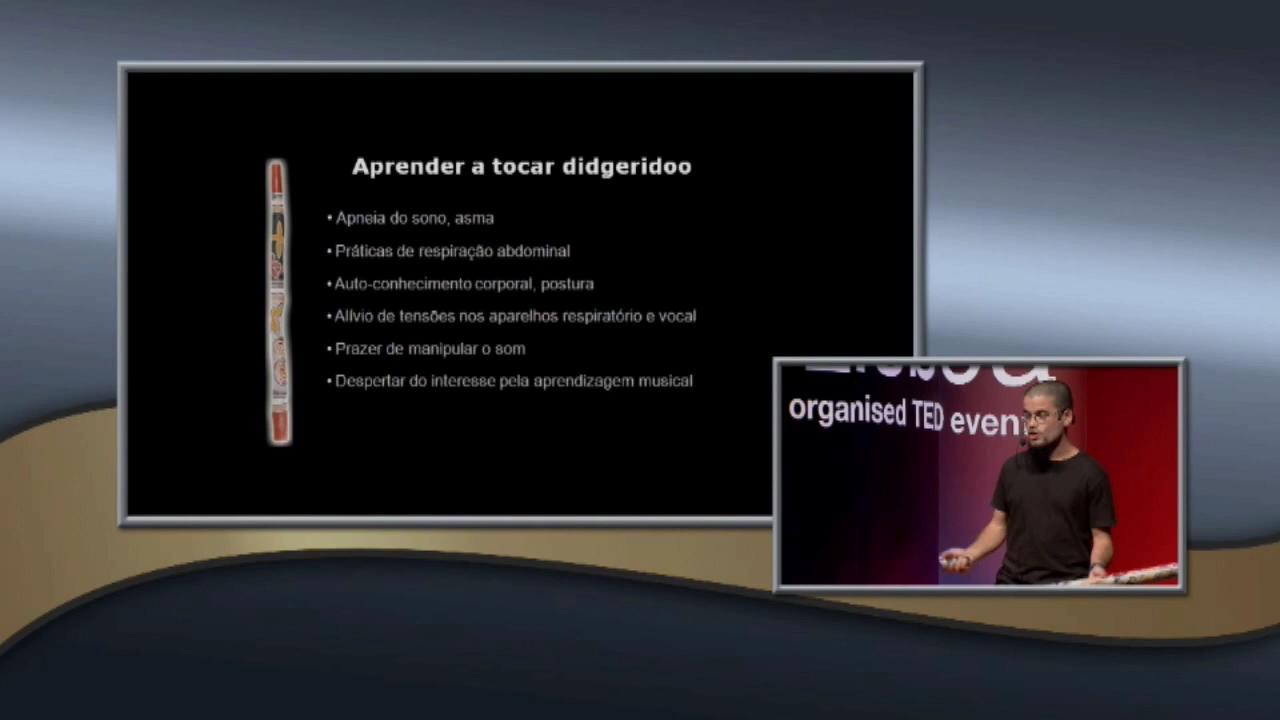 Aprender a tocar didgeridoo
• Apneia do sono, asma
• Práticas de respiração abdominal
• Auto-conhecimento corporal, postura
• Alívio de tensões nos aparelhos respiratório e vocal
• Prazer de manipular o som
• Despertar do interesse pela aprendizagem musical
organised TED event